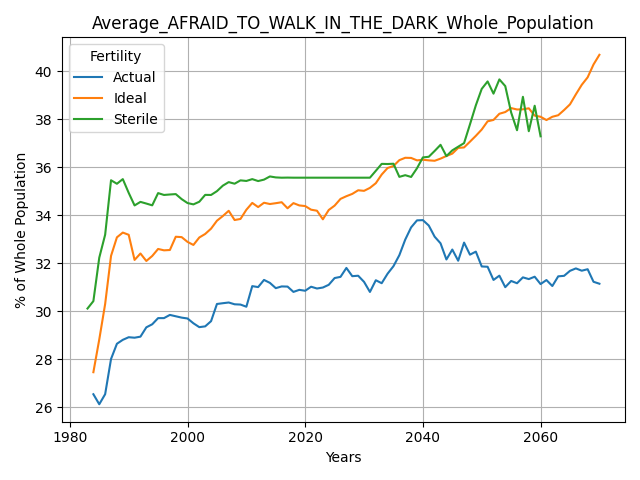 Average_AFRAID_TO_WALK_IN_THE_DARK_Whole_Population
Fertility
Actual
Ideal
Sterile
% of Whole Population
40
38
36
34
32
30
28
26
1980
2000
2020
2040
2060
Years